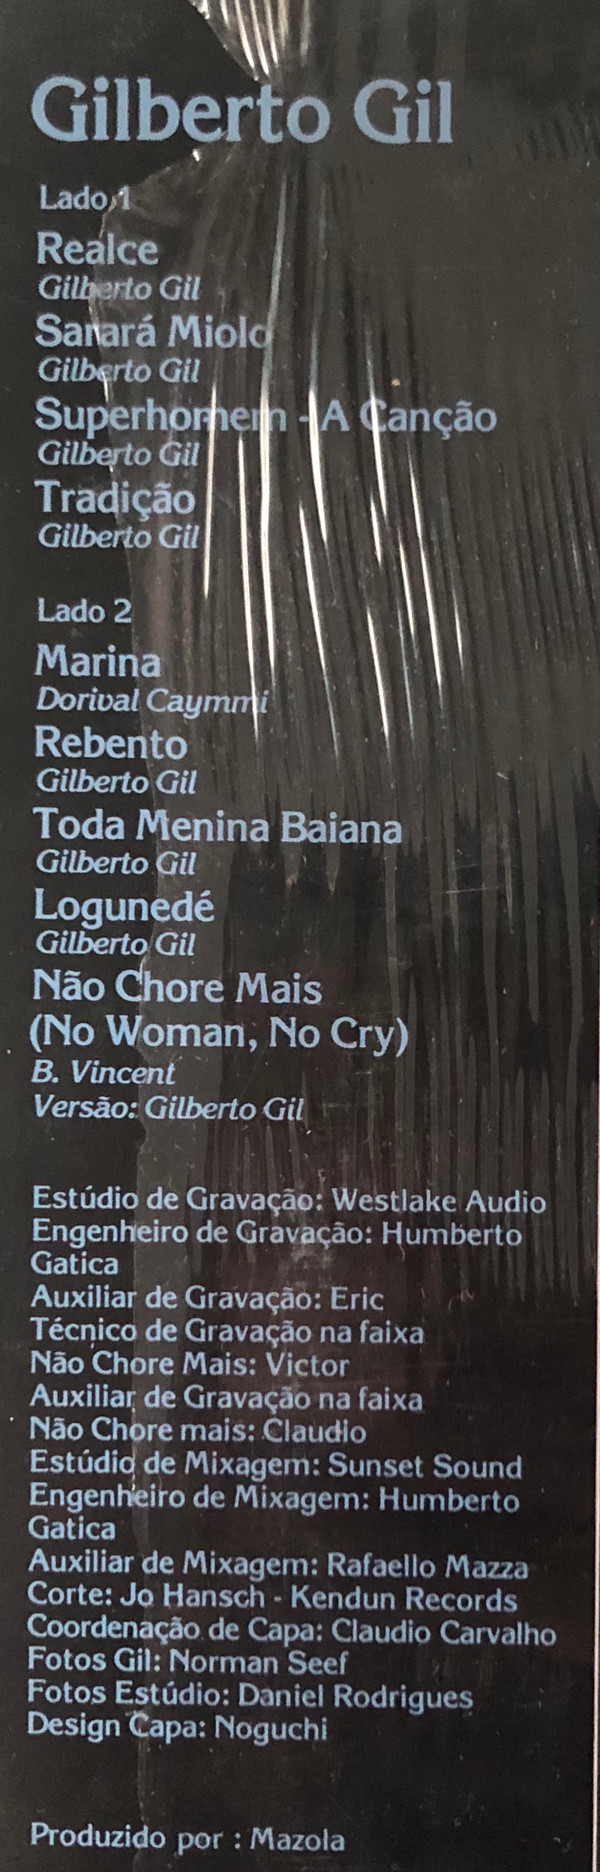 Gilberto Gil
Lado 1
Realce
Gilberto Gil
Sarará Miolo
Gilberto Gil
Superhomem - A Canção
Gilberto Gil
Tradição
Gilberto Gil
Lado 2
Marina
Dorival Caymmi
Rebento
Gilberto Gil
Toda Menina Baiana
Gilberto Gil
Logunedé
Gilberto Gil
Não Chore Mais
(No Woman, No Cry)
B. Vincent
Versão: Gilberto Gil
Estúdio de Gravação: Westlake Audio
Engenheiro de Gravação: Humberto
Gatica
Auxiliar de Gravação: Eric
Técnico de Gravação na faixa
Não Chore Mais: Victor
Auxiliar de Gravação na faixa
Não Chore mais: Claudio
Estúdio de Mixagem: Sunset Sound
Engenheiro de Mixagem: Humberto
Gatica
Auxiliar de Mixagem: Rafaello Mazza
Corte: Jo Hansch - Kendun Records
Coordenação de Capa: Claudio Carvalho
Fotos Gil: Norman Seef
Fotos Estúdio: Daniel Rodrigues
Design Capa: Noguchi
Produzido por : Mazola